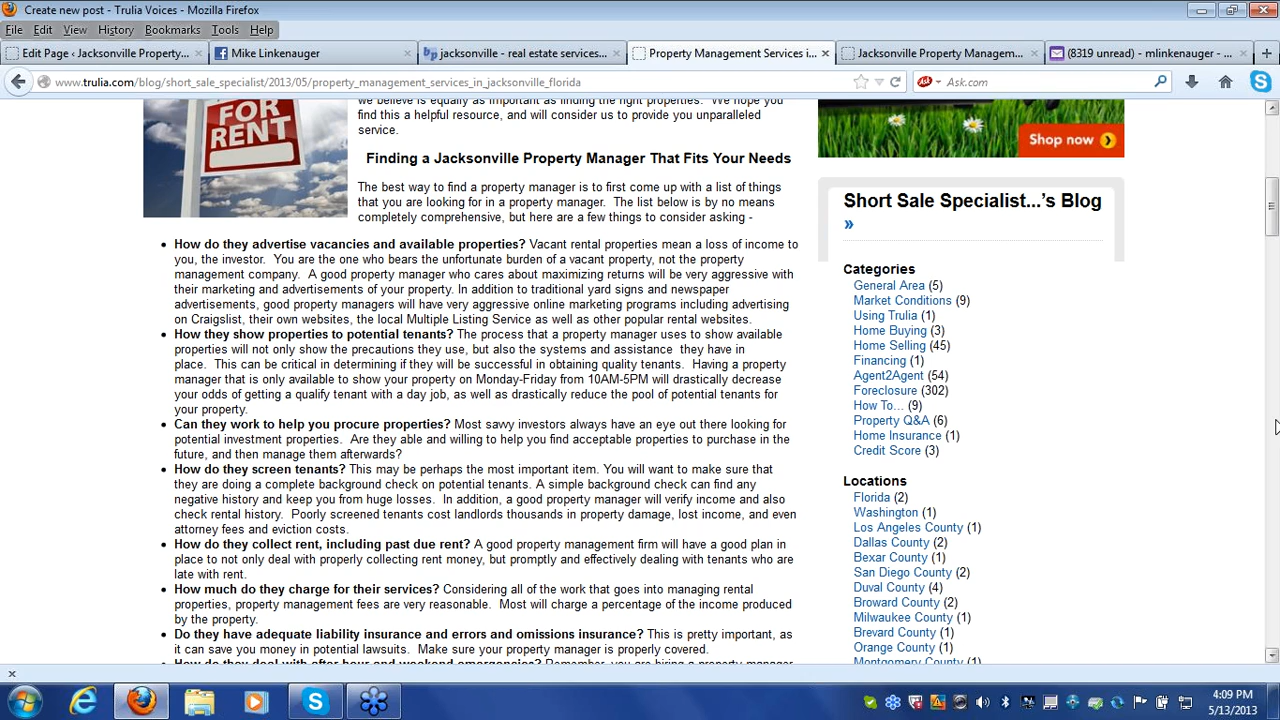 Create new post - Trulia Voices - Mozilla Firefox
File Edit View History Bookmarks Tools Help
Edit Page ‹ Jacksonville Property...
Mike Linkenauger
jacksonville - real estate services...
Property Management Services i...
Jacksonville Property Managem...
(8319 unread) - mlinkenauger - ...
www.trulia.com/blog/short_sale_specialist/2013/05/property_management_services_in_jacksonville_florida
Ask.com
FOR
RENT
we believe is equally as important as finding the right properties. We hope you
find this a helpful resource, and will consider us to provide you unparalleled
service.
Finding a Jacksonville Property Manager That Fits Your Needs
The best way to find a property manager is to first come up with a list of things
that you are looking for in a property manager. The list below is by no means
completely comprehensive, but here are a few things to consider asking -
• How do they advertise vacancies and available properties? Vacant rental properties mean a loss of income to
you, the investor. You are the one who bears the unfortunate burden of a vacant property, not the property
management company. A good property manager who cares about maximizing returns will be very aggressive with
their marketing and advertisements of your property. In addition to traditional yard signs and newspaper
advertisements, good property managers will have very aggressive online marketing programs including advertising
on Craigslist, their own websites, the local Multiple Listing Service as well as other popular rental websites.
• How they show properties to potential tenants? The process that a property manager uses to show available
properties will not only show the precautions they use, but also the systems and assistance they have in
place. This can be critical in determining if they will be successful in obtaining quality tenants. Having a property
manager that is only available to show your property on Monday-Friday from 10AM-5PM will drastically decrease
your odds of getting a qualify tenant with a day job, as well as drastically reduce the pool of potential tenants for
your property.
• Can they work to help you procure properties? Most savvy investors always have an eye out there looking for
potential investment properties. Are they able and willing to help you find acceptable properties to purchase in the
future, and then manage them afterwards?
• How do they screen tenants? This may be perhaps the most important item. You will want to make sure that
they are doing a complete background check on potential tenants. A simple background check can find any
negative history and keep you from huge losses. In addition, a good property manager will verify income and also
check rental history. Poorly screened tenants cost landlords thousands in property damage, lost income, and even
attorney fees and eviction costs.
• How do they collect rent, including past due rent? A good property management firm will have a good plan in
place to not only deal with properly collecting rent money, but promptly and effectively dealing with tenants who are
late with rent.
• How much do they charge for their services? Considering all of the work that goes into managing rental
properties, property management fees are very reasonable. Most will charge a percentage of the income produced
by the property.
• Do they have adequate liability insurance and errors and omissions insurance? This is pretty important, as
it can save you money in potential lawsuits. Make sure your property manager is properly covered.
How do they deal with after hour and weekend emergencies? Remember, you are hiring a property manager
Shop now
Short Sale Specialist...'s Blog
»
Categories
General Area (5)
Market Conditions (9)
Using Trulia (1)
Home Buying (3)
Home Selling (45)
Financing (1)
Agent2Agent (54)
Foreclosure (302)
How To... (9)
Property Q&A (6)
Home Insurance (1)
Credit Score (3)
Locations
Florida (2)
Washington (1)
Los Angeles County (1)
Dallas County (2)
Bexar County (1)
San Diego County (2)
Duval County (4)
Broward County (2)
Milwaukee County (1)
Brevard County (1)
Orange County (1)
Montgomery County (1)
4:09 PM
5/13/2013